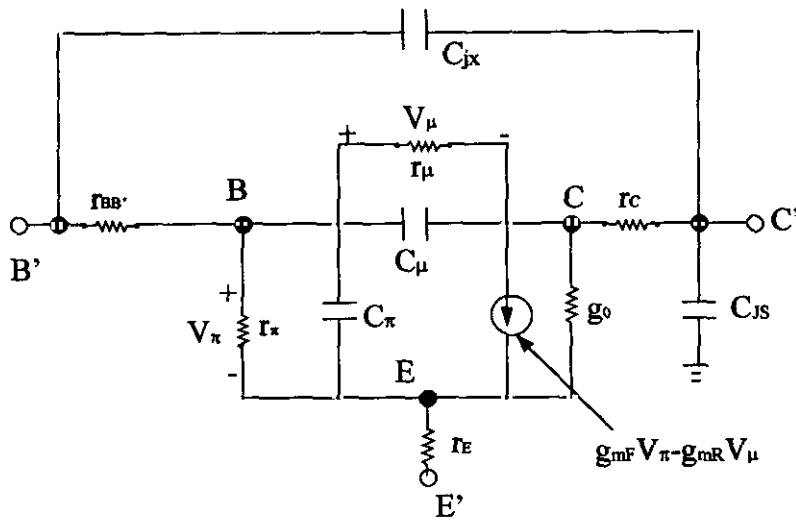 Cjx
+ Vμ -
rμ
rBB' B C rC
B' C'
Cμ
+
Vπ rπ Cπ g0 CJS
-
E
rE
gmFVπ-gmRVμ
E'